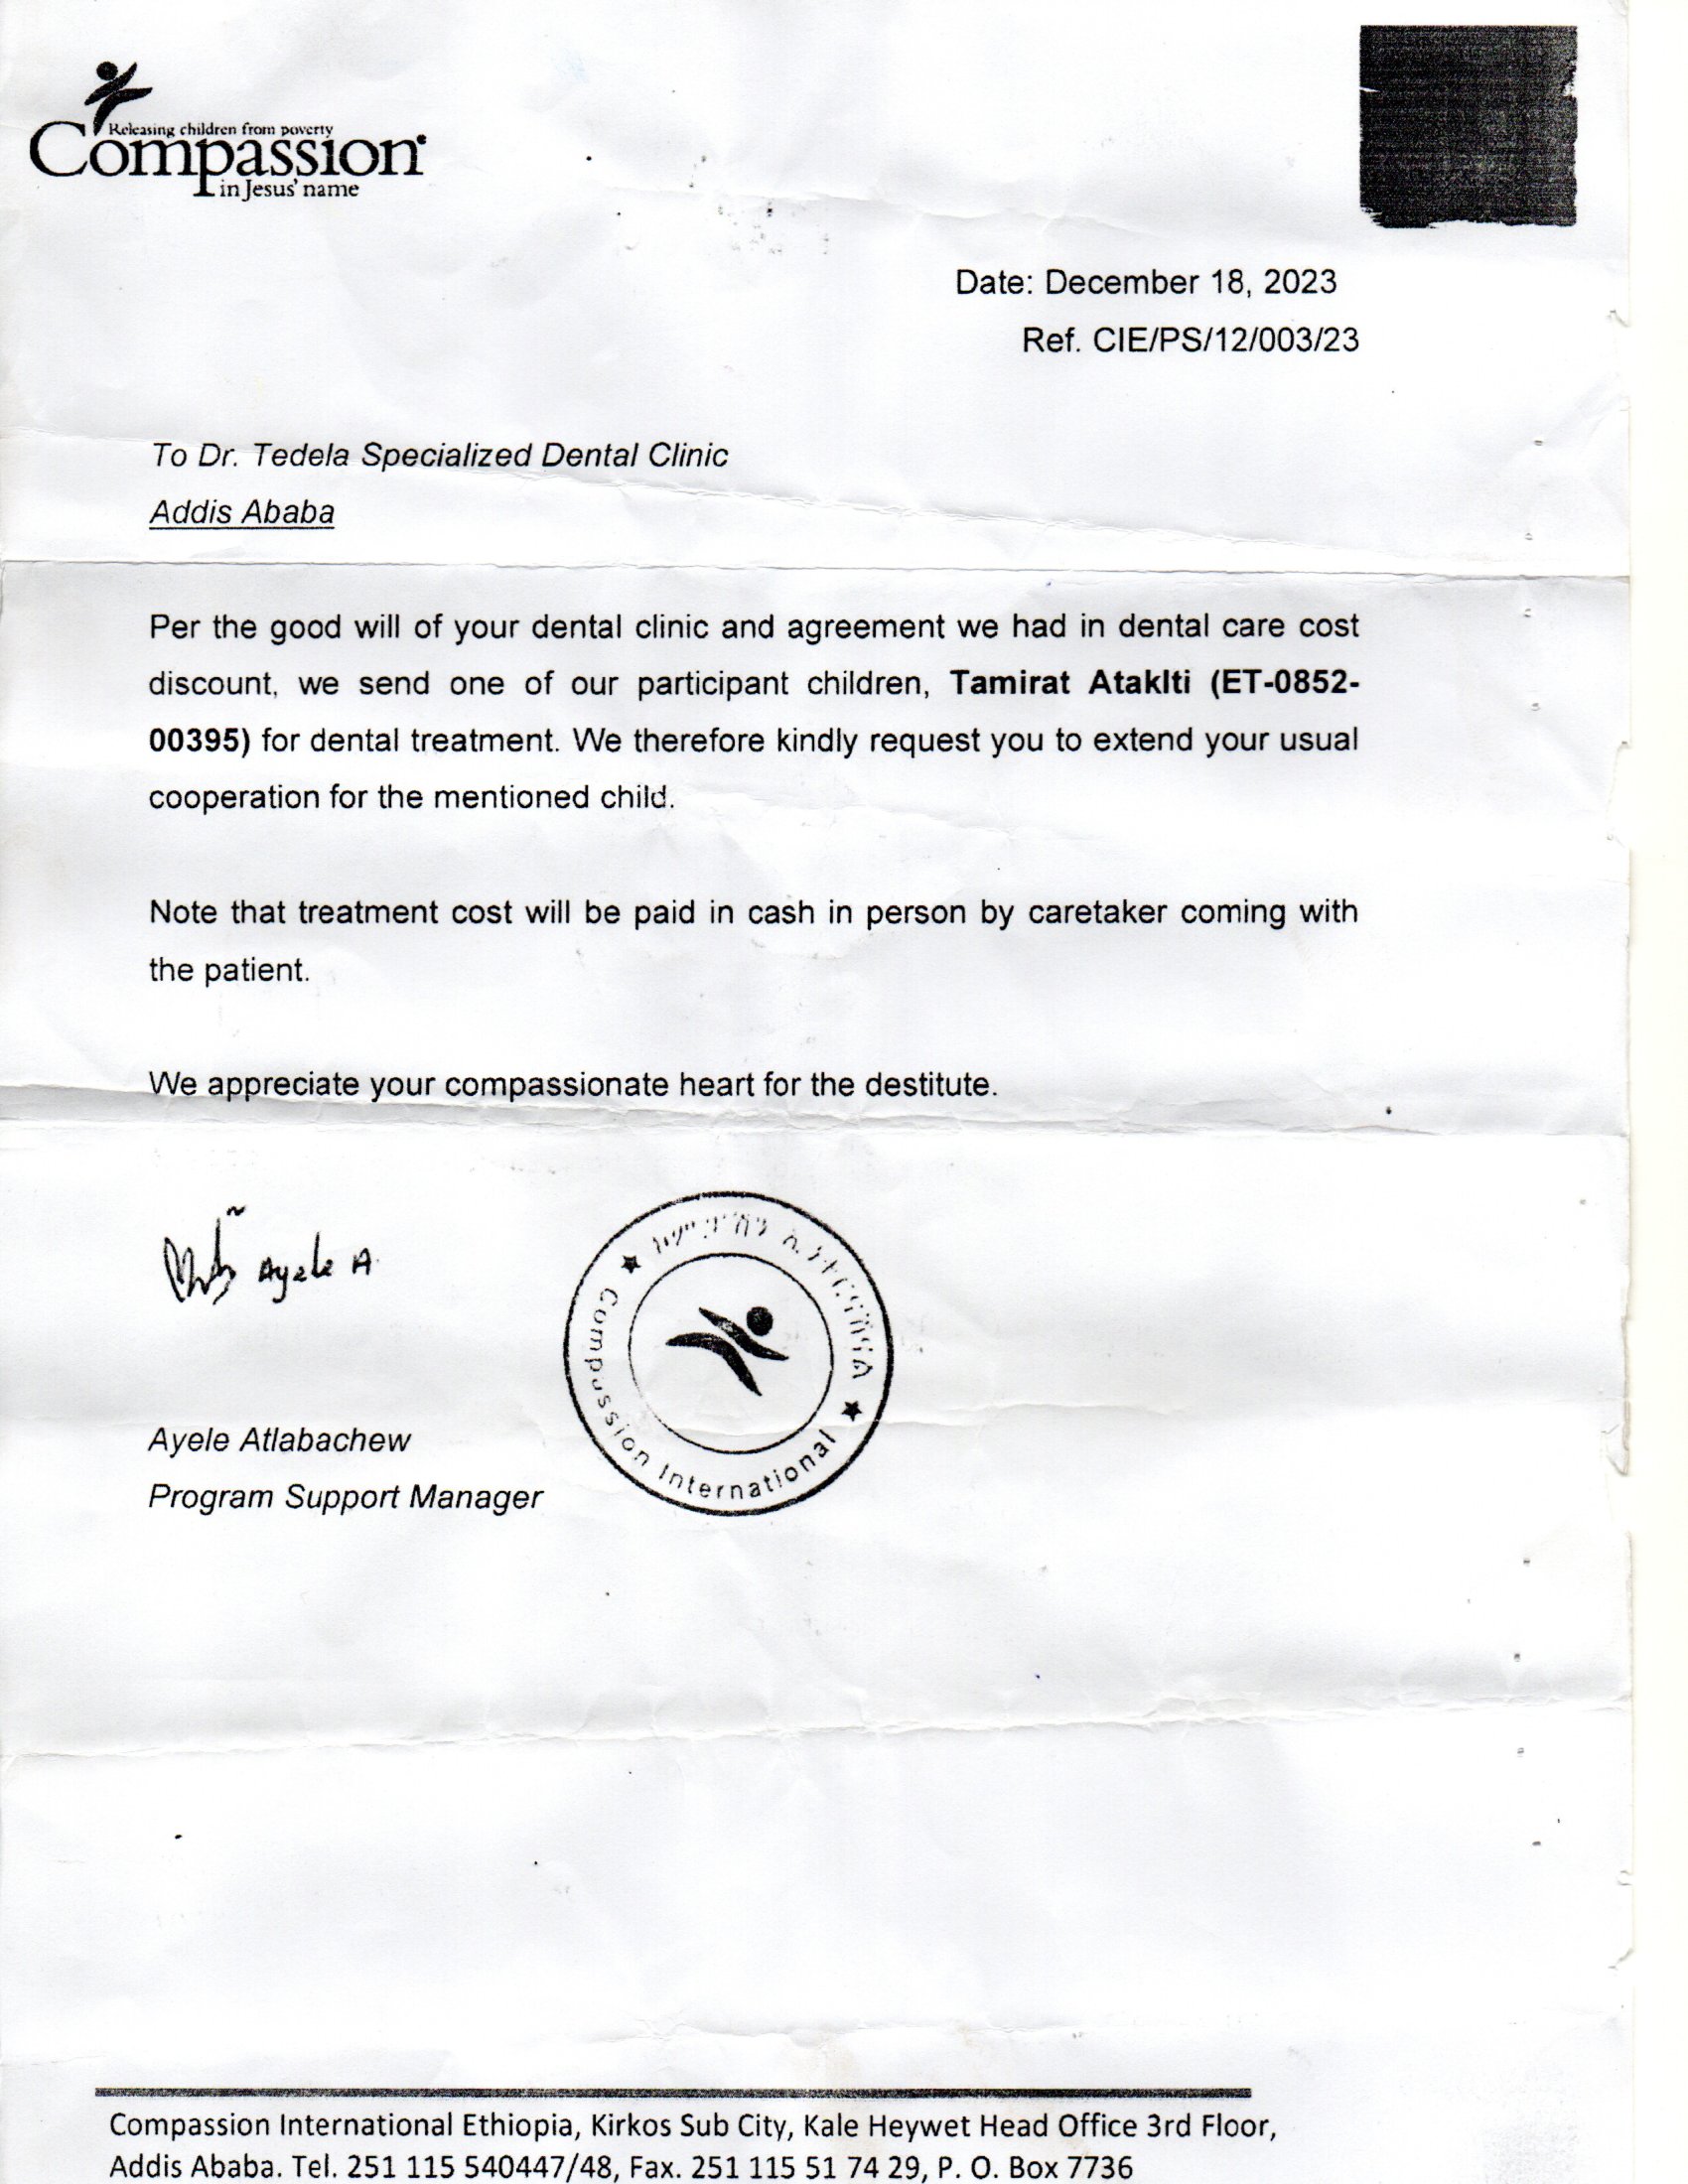 Releasing children from poverty
Compassion
in Jesus' name
Date: December 18, 2023
Ref. CIE/PS/12/003/23
To Dr. Tedela Specialized Dental Clinic
Addis Ababa
Per the good will of your dental clinic and agreement we had in dental care cost
discount, we send one of our participant children, Tamirat Ataklti (ET-0852-
00395) for dental treatment. We therefore kindly request you to extend your usual
cooperation for the mentioned child.
Note that treatment cost will be paid in cash in person by caretaker coming with
the patient.
We appreciate your compassionate heart for the destitute.
Ayele A
ኮምፓሽን ኢንተርናሽናል
Compassion International
Ayele Atlabachew
Program Support Manager
Compassion International Ethiopia, Kirkos Sub City, Kale Heywet Head Office 3rd Floor,
Addis Ababa. Tel. 251 115 540447/48, Fax. 251 115 51 74 29, P. O. Box 7736